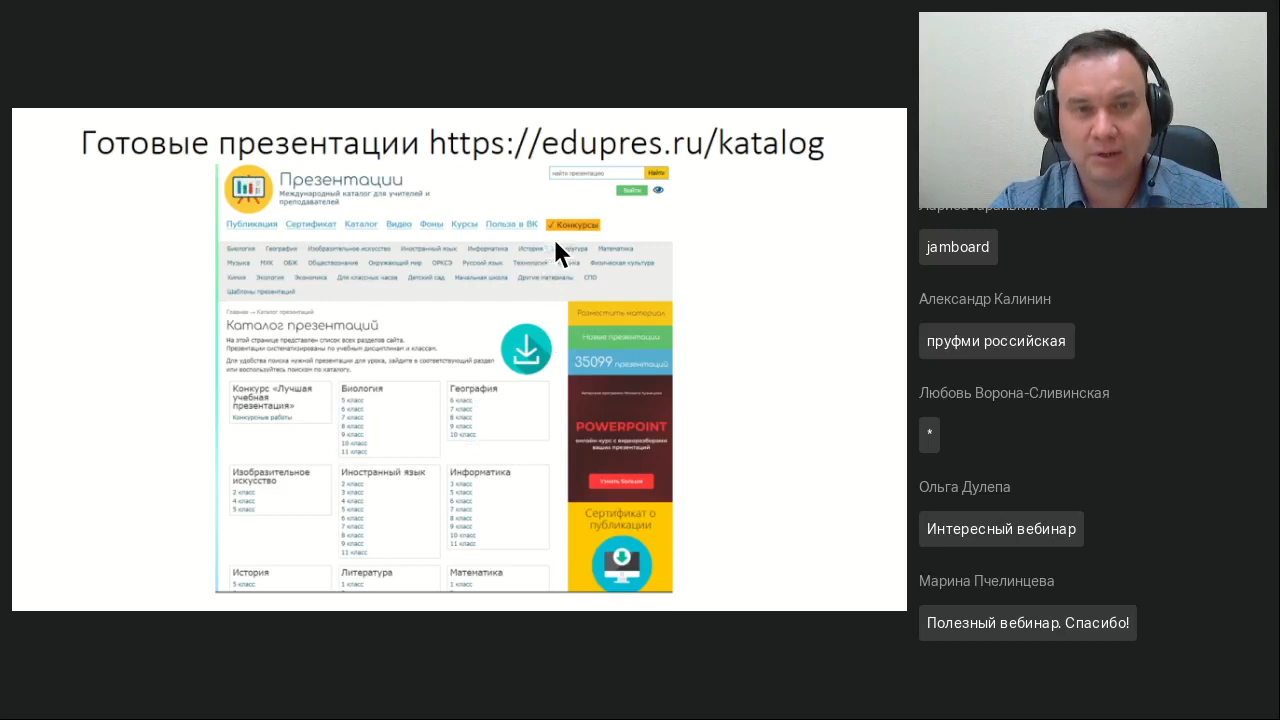 Готовые презентации https://edupres.ru/katalog
Презентации
Международный каталог для учителей и
преподавателей
найти презентацию
Найти
Войти
Публикация Сертификат Каталог Видео Фоны Курсы Польза в ВК ✓ Конкурсы
Биология География Изобразительное искусство Иностранный язык Информатика История Математика
Музыка МХК ОБЖ Обществознание Окружающий мир ОРКСЭ Русский язык Физическая культура
Химия Экология Экономика Для классных часов Детский сад Начальная школа Другие материалы СПО
Шаблоны презентаций
Главная → Каталог презентаций
Каталог презентаций
На этой странице представлен список всех разделов сайта.
Презентации систематизированы по учебным дисциплинам и классам.
Для удобства поиска нужной презентации для урока, зайдите в соответствующий раздел
или воспользуйтесь поиском по каталогу.
Конкурс «Лучшая
учебная
презентация»
Конкурсные работы
Биология
5 класс
6 класс
7 класс
8 класс
9 класс
10 класс
11 класс
География
6 класс
7 класс
8 класс
9 класс
10 класс
Изобразительное
искусство
2 класс
4 класс
5 класс
Иностранный язык
2 класс
3 класс
4 класс
5 класс
6 класс
7 класс
8 класс
9 класс
11 класс
Информатика
3 класс
5 класс
6 класс
7 класс
8 класс
9 класс
10 класс
11 класс
История
5 класс
Литература
1 класс
Математика
1 класс
Разместить материал
Новые презентации
35099 презентаций
POWERPOINT
онлайн-курс с видеоразборами
ваших презентаций
Узнать больше
Сертификат о
публикации
jamboard
Александр Калинин
пруфми российская
Любовь Ворона-Сливинская
*
Ольга Дулепа
Интересный вебинар
Марина Пчелинцева
Полезный вебинар. Спасибо!